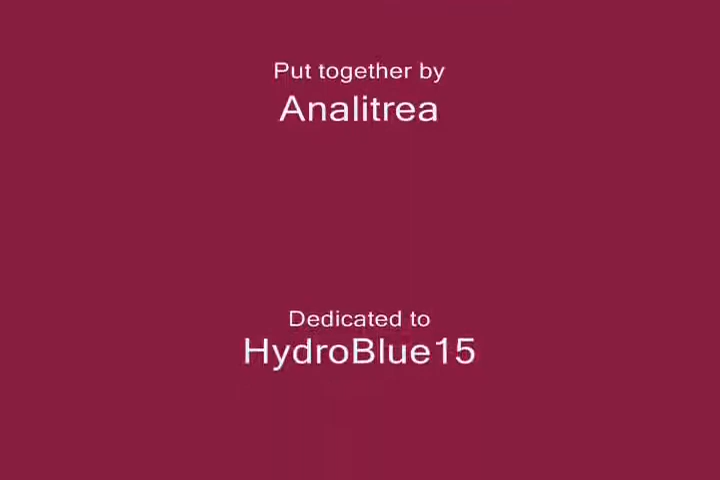 Put together by
Analitrea
Dedicated to
HydroBlue15